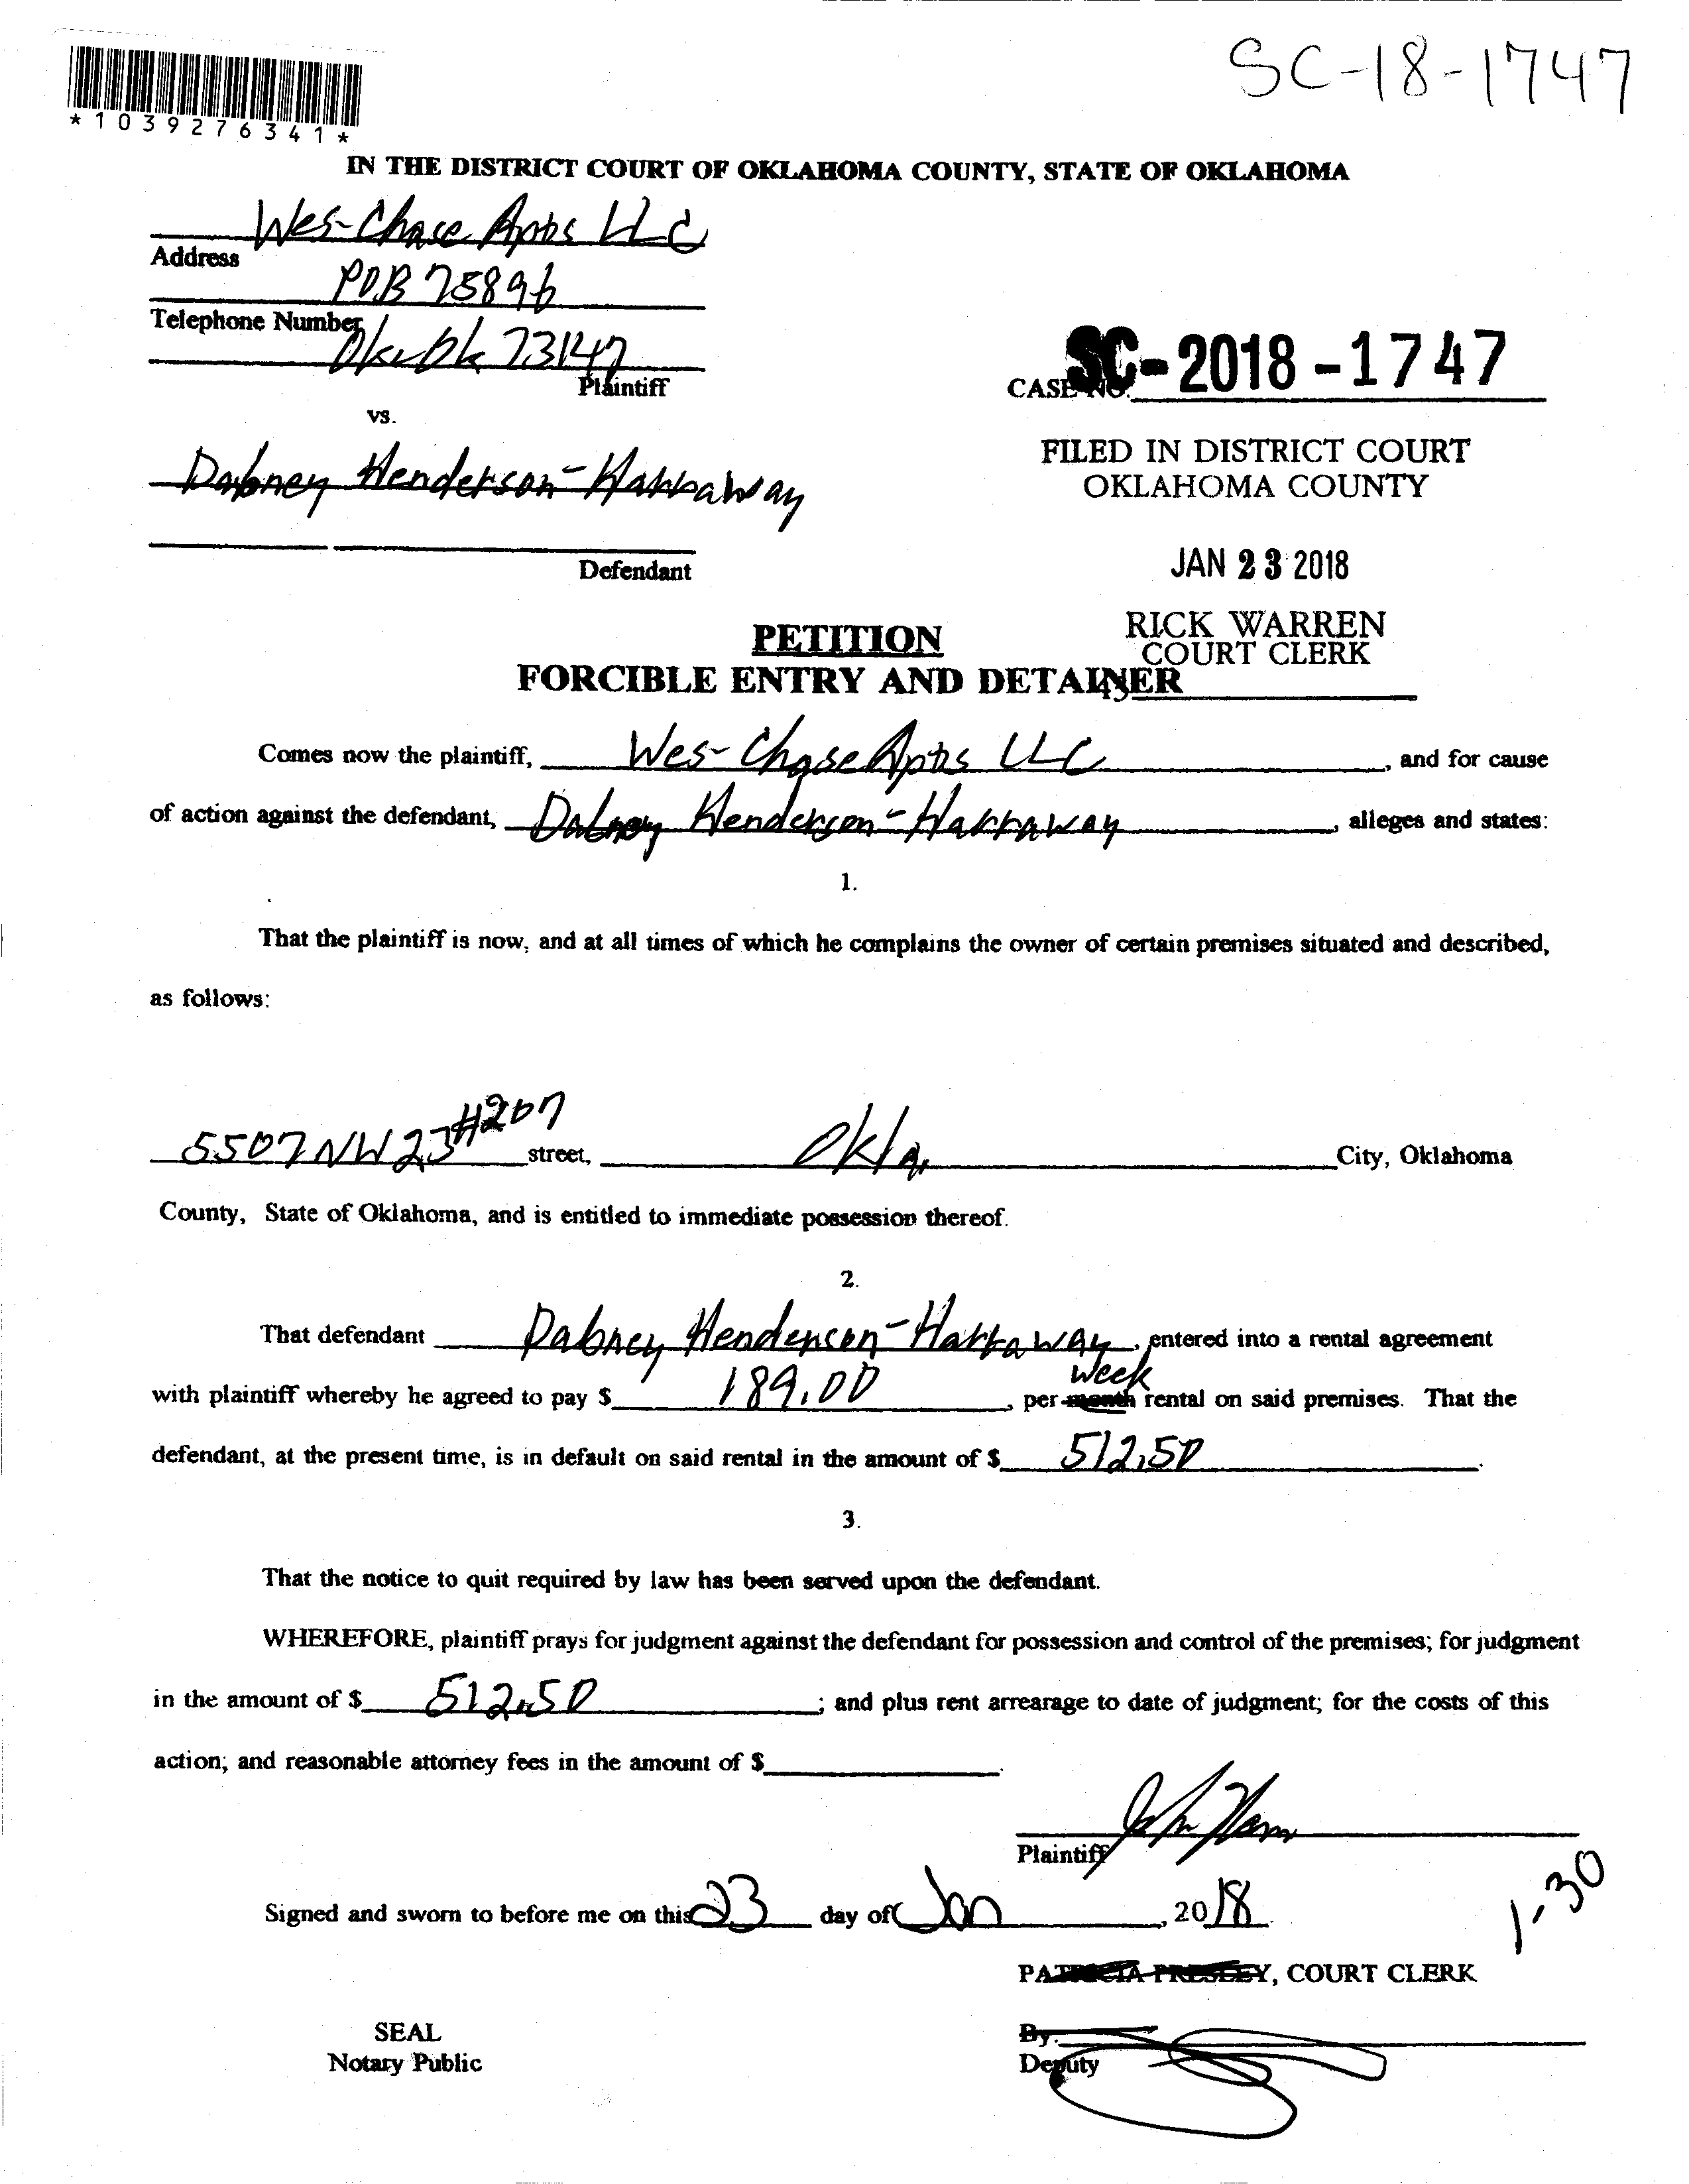 SC-18-1747
*1039276341*
IN THE DISTRICT COURT OF OKLAHOMA COUNTY, STATE OF OKLAHOMA
Wes-Chase Apts LLC
Address
POB 75896
Telephone Number
Okc Ok 73147
Plaintiff
CASE NO. SC-2018-1747
vs.
Dabney Henderson-Harraway
FILED IN DISTRICT COURT
OKLAHOMA COUNTY
Defendant
JAN 23 2018
RICK WARREN
COURT CLERK
PETITION
FORCIBLE ENTRY AND DETAINER
Comes now the plaintiff, Wes-Chase Apts LLC, and for cause
of action against the defendant, Dabney Henderson-Harraway, alleges and states:
1.
That the plaintiff is now, and at all times of which he complains the owner of certain premises situated and described,
as follows:
5507 NW 23 #207 street, Okla. City, Oklahoma
County, State of Oklahoma, and is entitled to immediate possession thereof.
2.
That defendant Dabney Henderson-Harraway, entered into a rental agreement
week
with plaintiff whereby he agreed to pay $ 189.00, per month rental on said premises. That the
defendant, at the present time, is in default on said rental in the amount of $ 512.50.
3.
That the notice to quit required by law has been served upon the defendant.
WHEREFORE, plaintiff prays for judgment against the defendant for possession and control of the premises; for judgment
in the amount of $ 512.50; and plus rent arrearage to date of judgment; for the costs of this
action; and reasonable attorney fees in the amount of $
Plaintiff
1-30
Signed and sworn to before me on this 23 day of Jan, 2018.
PATRICIA PRESLEY, COURT CLERK
SEAL
Notary Public
By:
Deputy